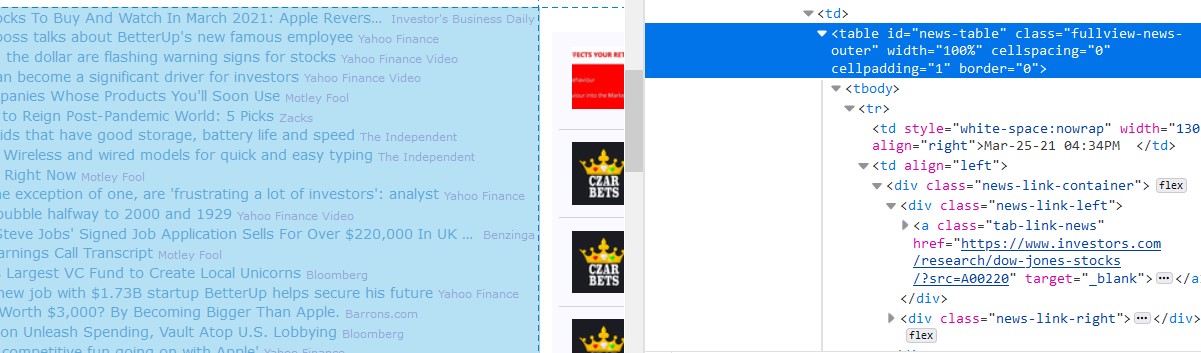 ocks To Buy And Watch In March 2021: Apple Revers... Investor's Business Daily
boss talks about BetterUp's new famous employee Yahoo Finance
the dollar are flashing warning signs for stocks Yahoo Finance Video
an become a significant driver for investors Yahoo Finance Video
panies Whose Products You'll Soon Use Motley Fool
to Reign Post-Pandemic World: 5 Picks Zacks
ids that have good storage, battery life and speed The Independent
Wireless and wired models for quick and easy typing The Independent
Right Now Motley Fool
e exception of one, are 'frustrating a lot of investors': analyst Yahoo Finance
bubble halfway to 2000 and 1929 Yahoo Finance Video
Steve Jobs' Signed Job Application Sells For Over $220,000 In UK ... Benzinga
arnings Call Transcript Motley Fool
s Largest VC Fund to Create Local Unicorns Bloomberg
new job with $1.73B startup BetterUp helps secure his future Yahoo Finance
Worth $3,000? By Becoming Bigger Than Apple. Barrons.com
on Unleash Spending, Vault Atop U.S. Lobbying Bloomberg
competitive fun going on with Apple' Yahoo Finance
FECTS YOUR RET
ehaviour
iour into the Marke
CZAR
BETS
CZAR
BETS
CZAR
<td>
<table id="news-table" class="fullview-news-
outer" width="100%" cellspacing="0"
cellpadding="1" border="0">
<tbody>
<tr>
<td style="white-space:nowrap" width="130
align="right">Mar-25-21 04:34PM </td>
<td align="left">
<div class="news-link-container"> flex
<div class="news-link-left">
<a class="tab-link-news"
href="https://www.investors.com
/research/dow-jones-stocks
/?src=A00220" target="_blank"> ... </a
</div>
<div class="news-link-right"> ... </div>
flex